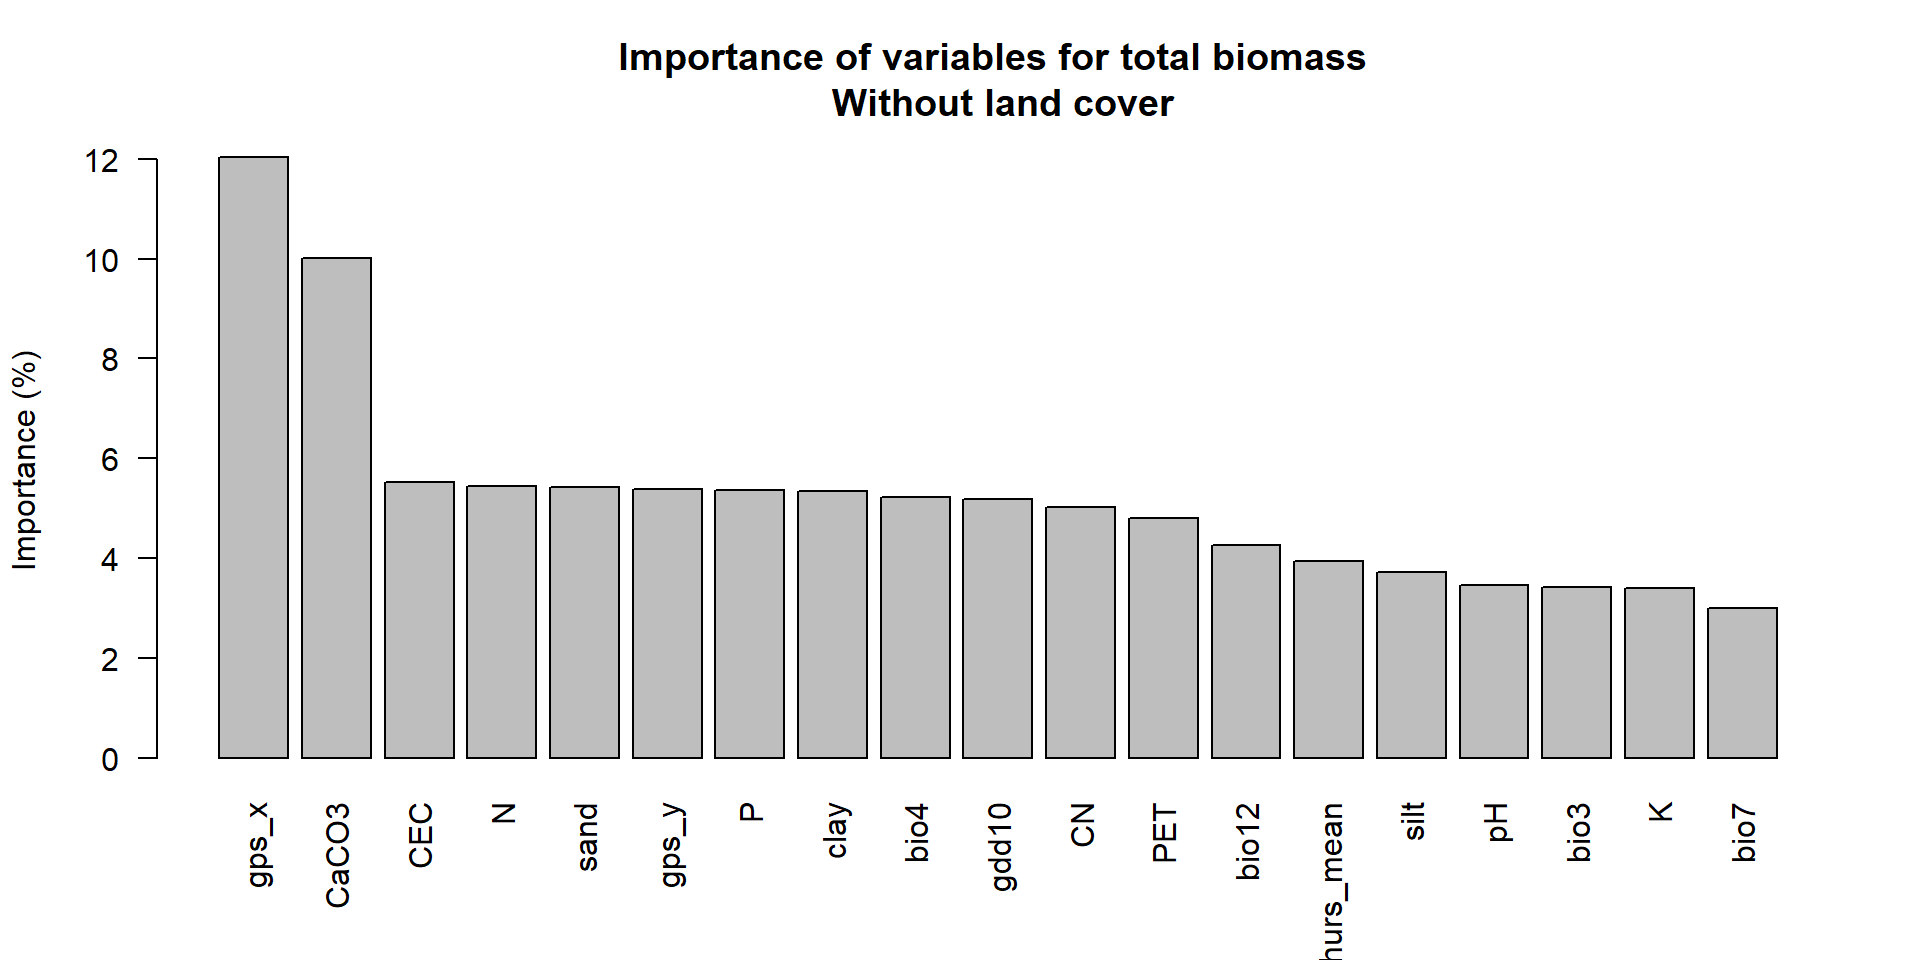 Importance of variables for total biomass
Without land cover
Importance (%)
12
10
8
6
4
2
0
gps_x
CaCO3
CEC
N
sand
gps_y
P
clay
bio4
gdd10
CN
PET
bio12
hurs_mean
silt
pH
bio3
K
bio7